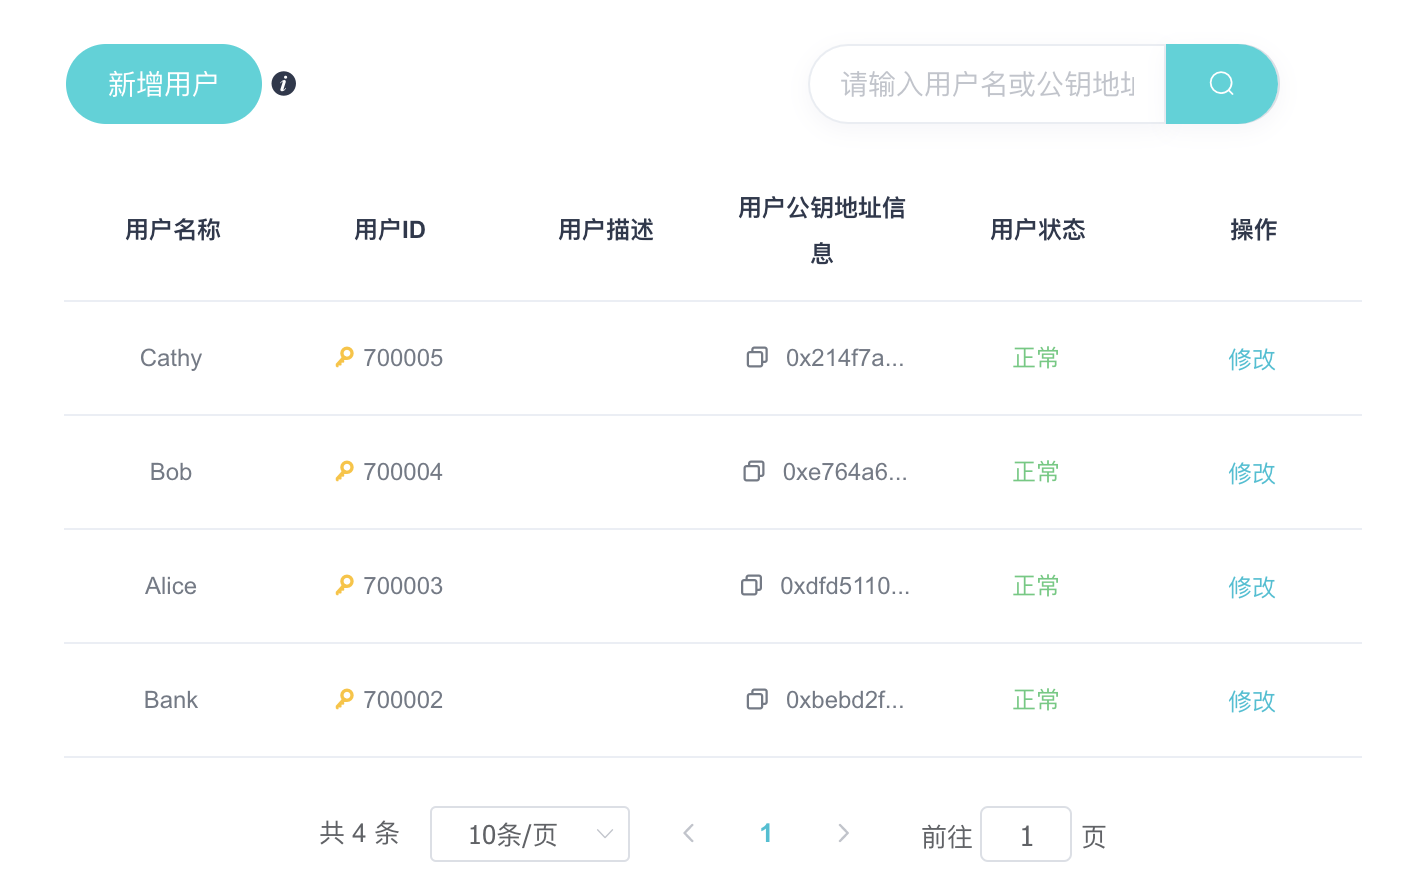 新增用户
请输入用户名或公钥地址
用户名称 用户ID 用户描述 用户公钥地址信息 用户状态 操作
Cathy 700005 0x214f7a... 正常 修改
Bob 700004 0xe764a6... 正常 修改
Alice 700003 0xdfd5110... 正常 修改
Bank 700002 0xbebd2f... 正常 修改
共 4 条 10条/页 1 前往 1 页